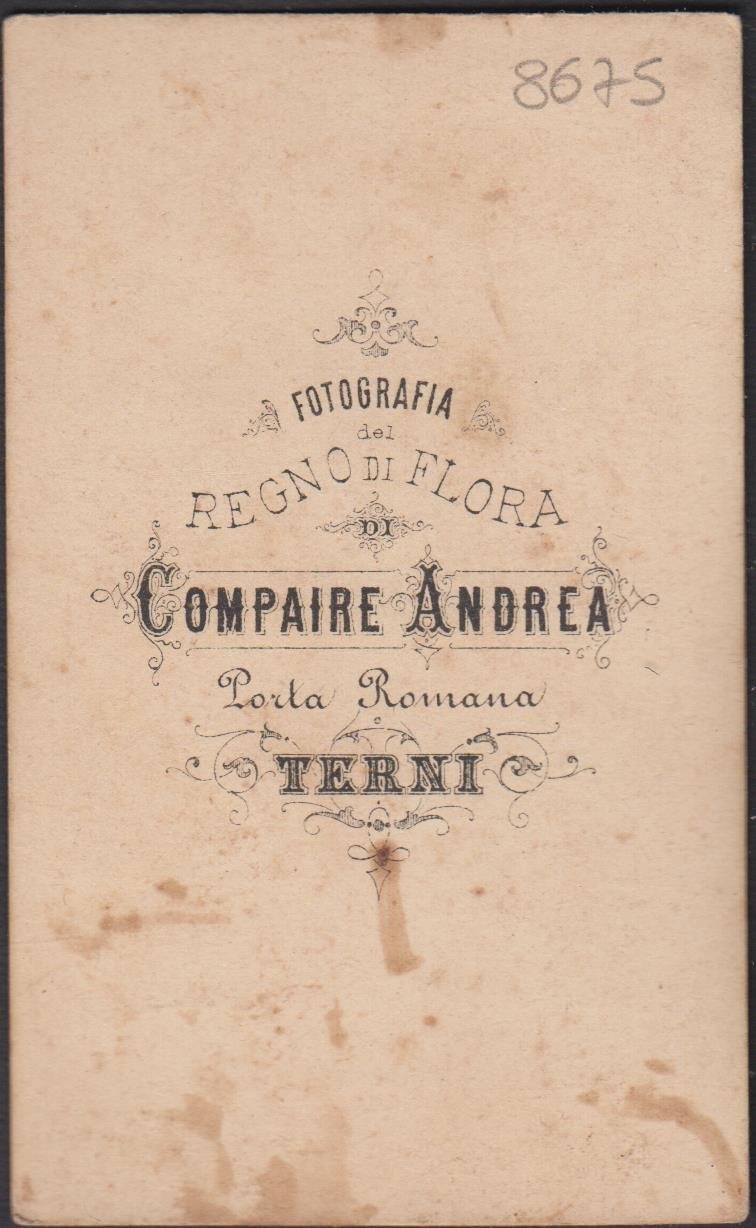 8675
FOTOGRAFIA
del
REGNO DI FLORA
DI
COMPAIRE ANDREA
Porta Romana
TERNI